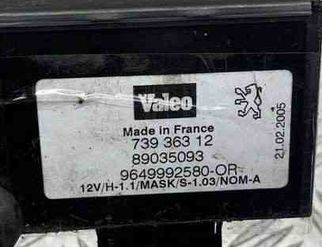 Valeo
Made in France
739 363 12
89035093
9649992580-OR-
12V/H-1.1/MASK/S-1.03/NOM-A
21.02.2005